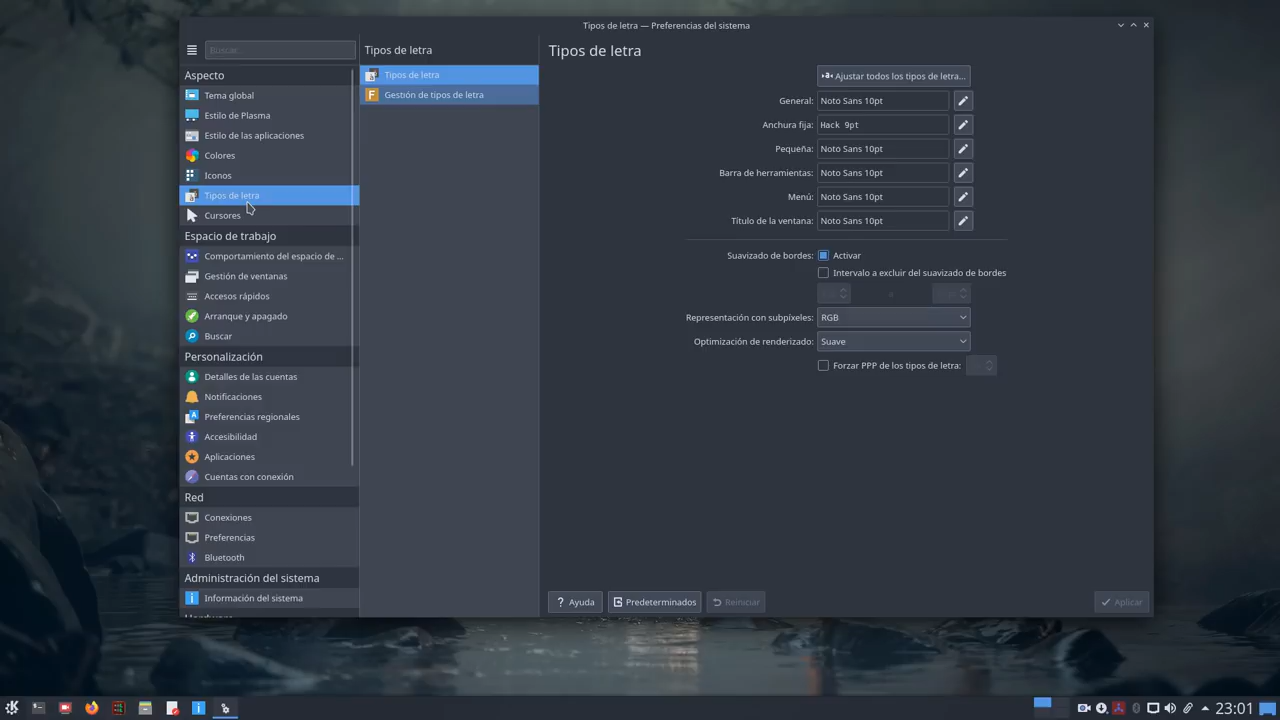 Tipos de letra — Preferencias del sistema
Buscar...
Aspecto
Tema global
Estilo de Plasma
Estilo de las aplicaciones
Colores
Iconos
Tipos de letra
Cursores
Espacio de trabajo
Comportamiento del espacio de ...
Gestión de ventanas
Accesos rápidos
Arranque y apagado
Buscar
Personalización
Detalles de las cuentas
Notificaciones
Preferencias regionales
Accesibilidad
Aplicaciones
Cuentas con conexión
Red
Conexiones
Preferencias
Bluetooth
Administración del sistema
Información del sistema
Tipos de letra
Tipos de letra
Gestión de tipos de letra
Tipos de letra
Ajustar todos los tipos de letra...
General: Noto Sans 10pt
Anchura fija: Hack 9pt
Pequeña: Noto Sans 10pt
Barra de herramientas: Noto Sans 10pt
Menú: Noto Sans 10pt
Título de la ventana: Noto Sans 10pt
Suavizado de bordes: Activar
Intervalo a excluir del suavizado de bordes
Representación con subpíxeles: RGB
Optimización de renderizado: Suave
Forzar PPP de los tipos de letra:
Ayuda Predeterminados Reiniciar Aplicar
23:01